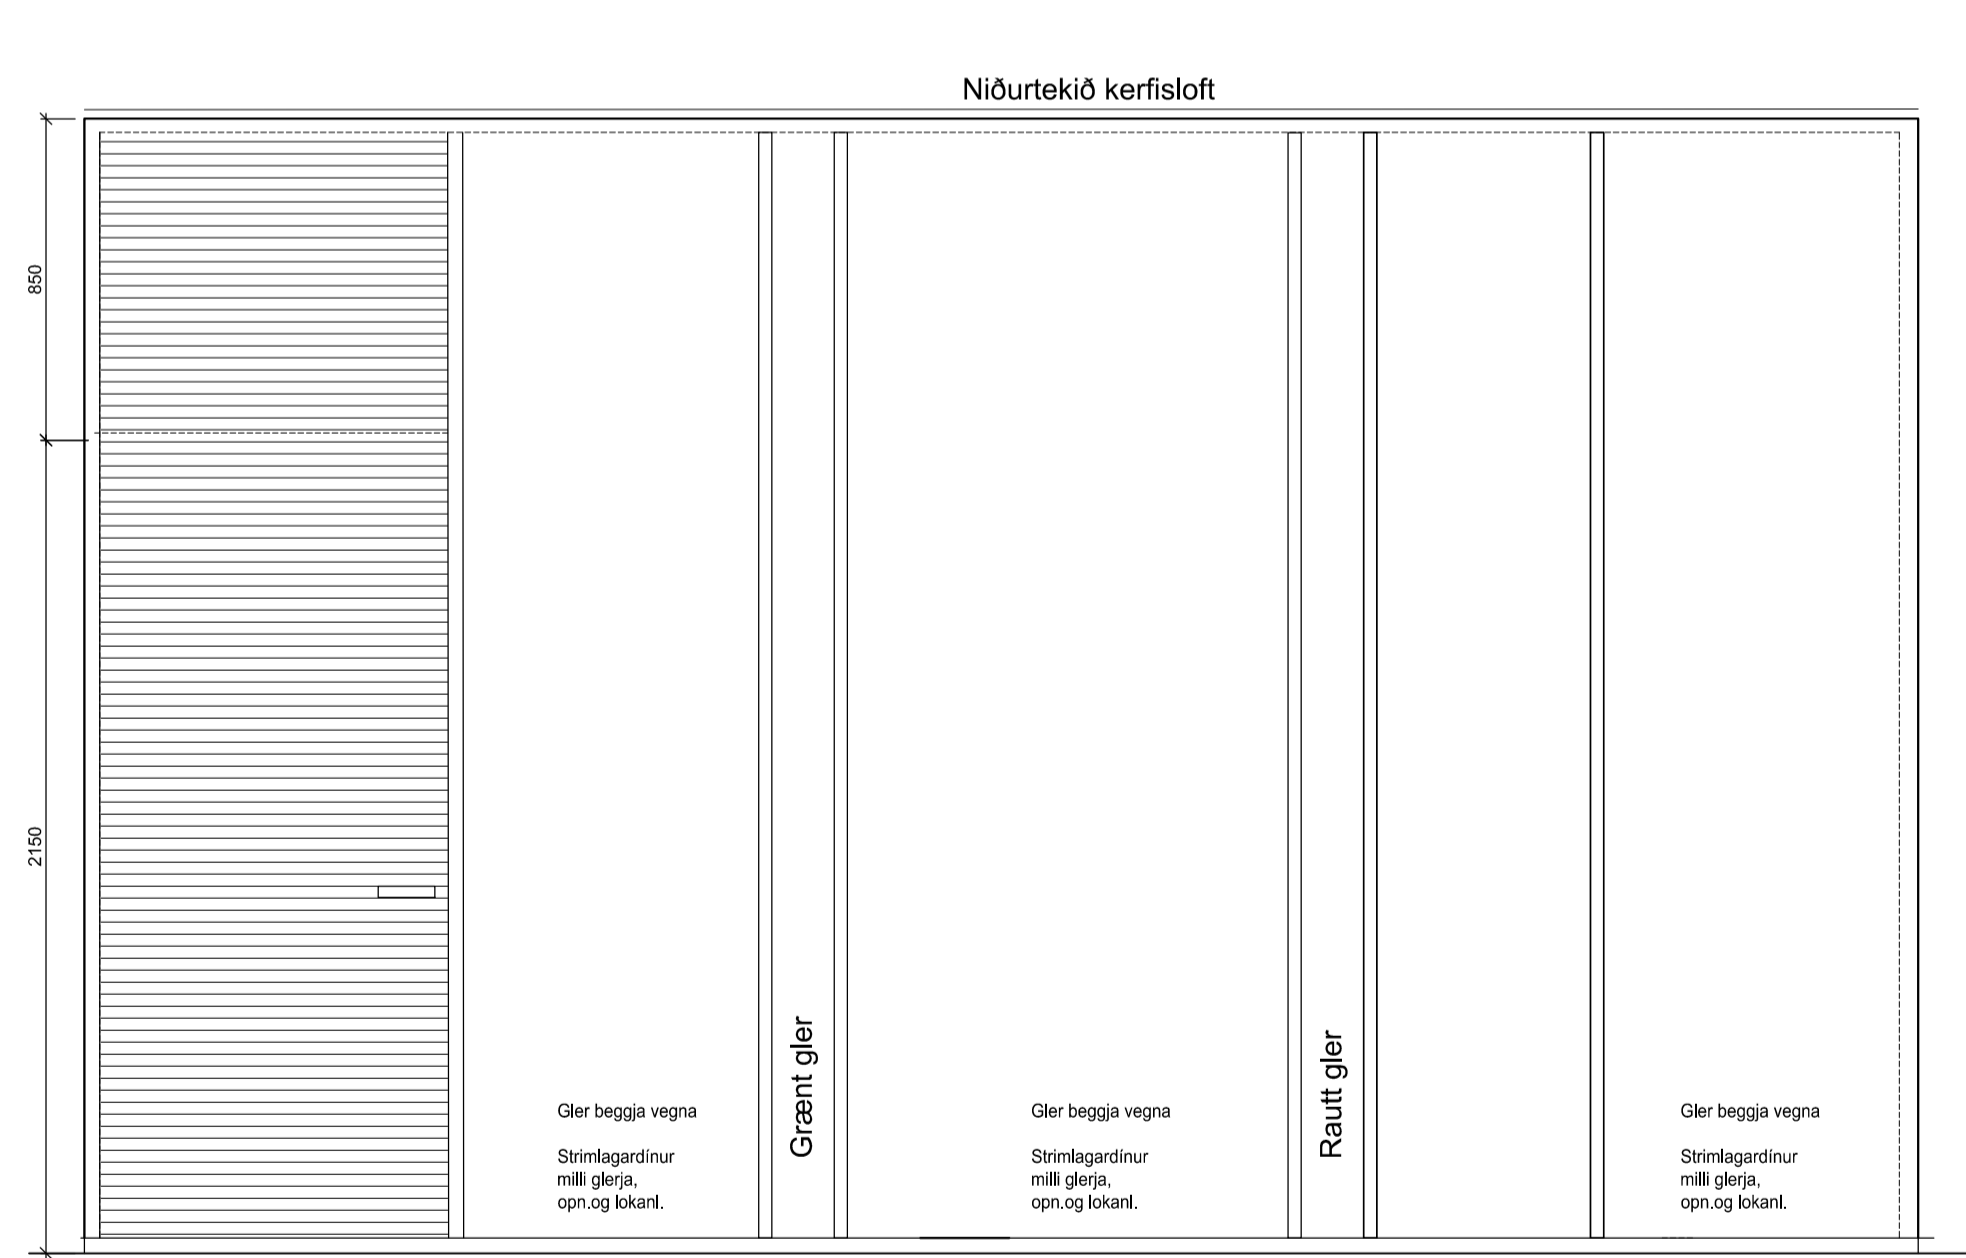 Niðurtekið kerfisloft
850
2150
Gler beggja vegna
Strimlagardínur
milli glerja,
opn.og lokanl.
Grænt gler
Gler beggja vegna
Strimlagardínur
milli glerja,
opn.og lokanl.
Rautt gler
Gler beggja vegna
Strimlagardínur
milli glerja,
opn.og lokanl.